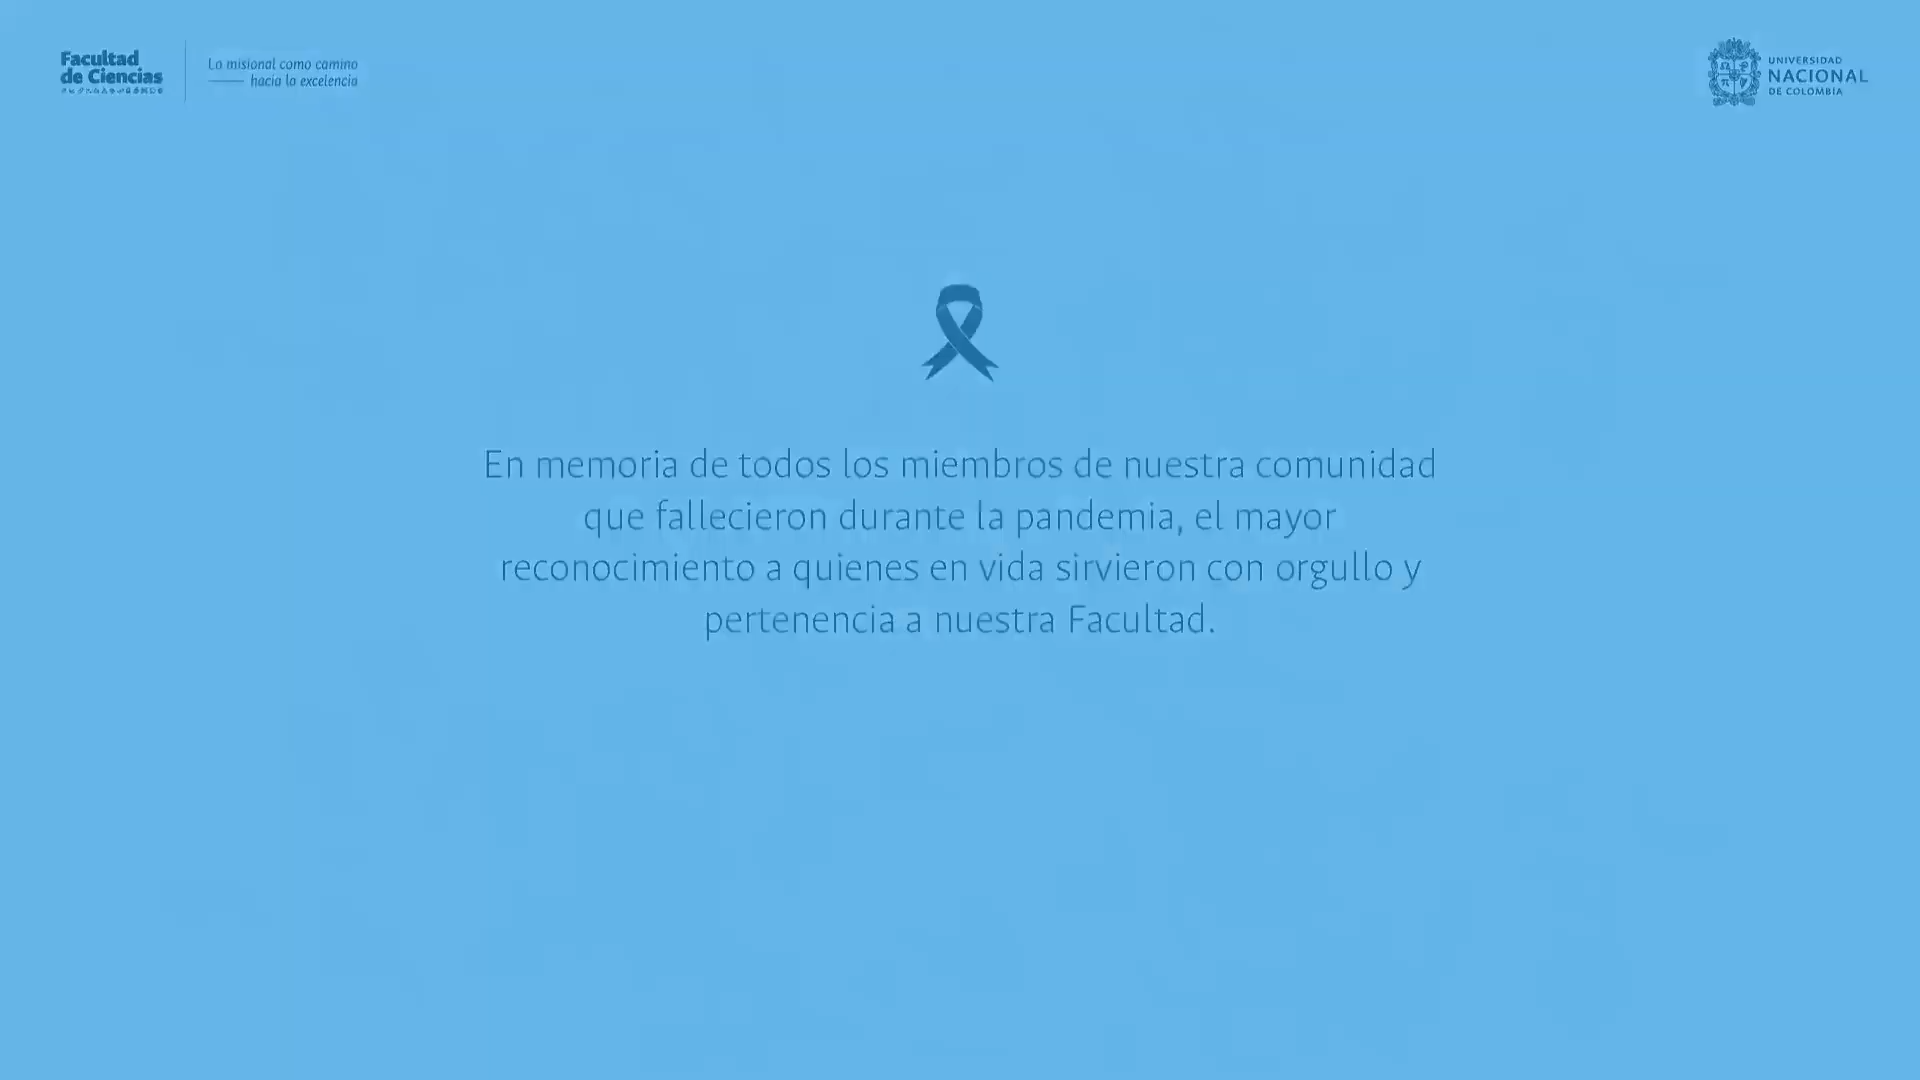 Facultad
de Ciencias
Lo misional como camino
hacia la excelencia
UNIVERSIDAD
NACIONAL
DE COLOMBIA
En memoria de todos los miembros de nuestra comunidad
que fallecieron durante la pandemia, el mayor
reconocimiento a quienes en vida sirvieron con orgullo y
pertenencia a nuestra Facultad.